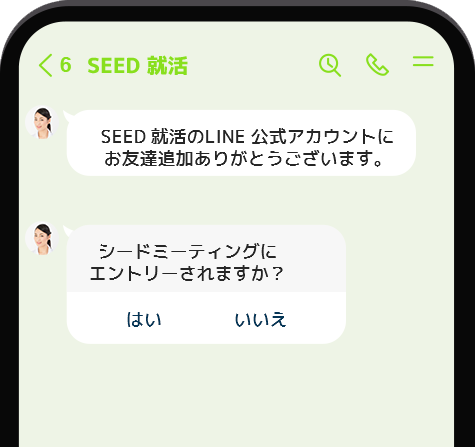 6 SEED 就活
SEED 就活のLINE 公式アカウントに
お友達追加ありがとうございます。
シードミーティングに
エントリーされますか？
はい いいえ